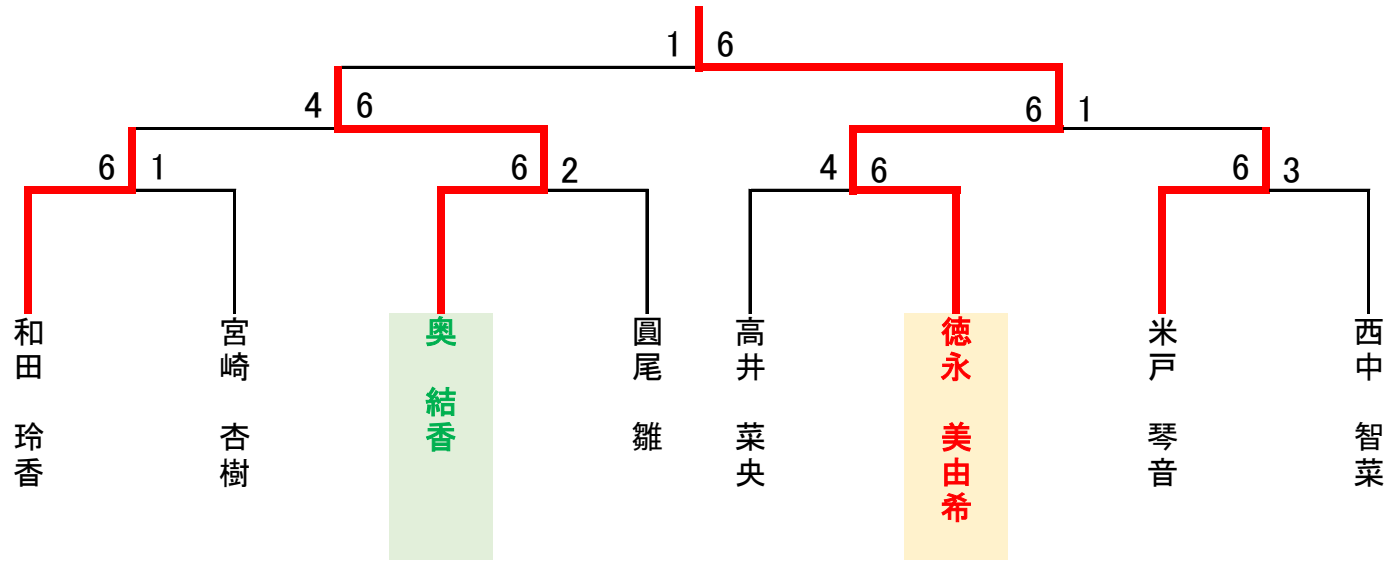 1 6
4 6
6 1
6 1
6 2
4 6
6 3
和田 玲香
宮崎 杏樹
奥 結香
圓尾 雛
高井 菜央
徳永 美由希
米戸 琴音
西中 智菜